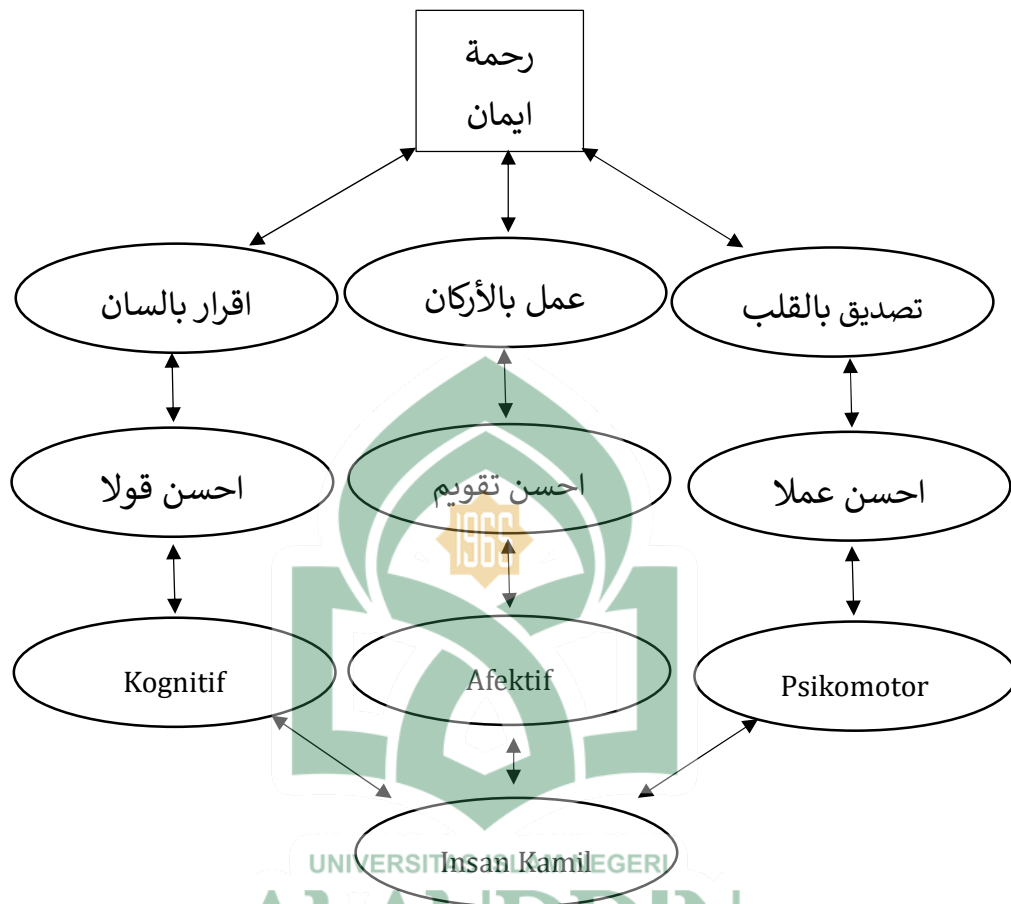 رحمة
ايمان
اقرار بالسان
عمل بالأركان
تصديق بالقلب
احسن قولا
احسن تقويم
احسن عملا
1965
Kognitif
Afektif
Psikomotor
Insan Kamil
UNIVERSITAS ISLAM NEGERI